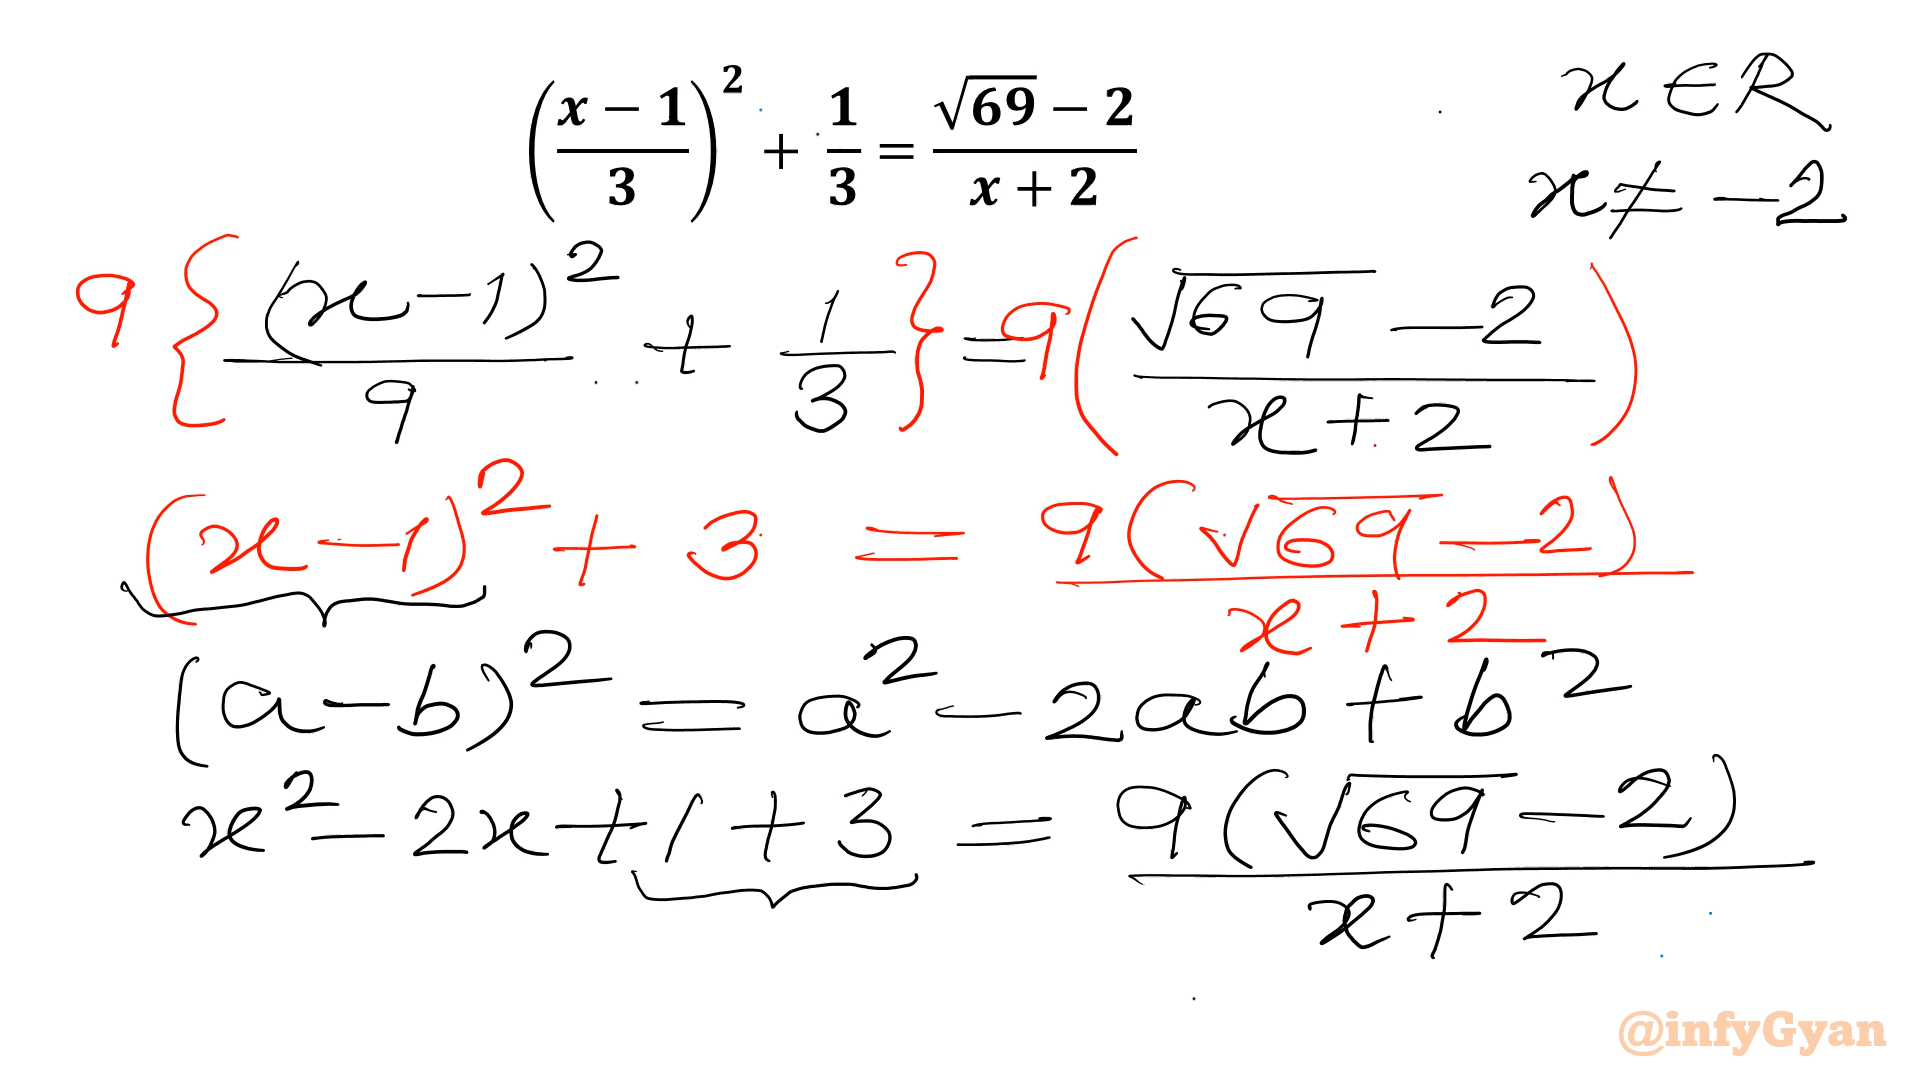 ((x − 1)/3)² + 1/3 = (√69 − 2)/(x + 2)
x ∈ R
x ≠ −2
9{(x−1)²/9 + 1/3} = 9((√69 − 2)/(x+2))
(x−1)² + 3 = 9(√69 − 2)/(x+2)
(a−b)² = a² − 2ab + b²
x² − 2x + 1 + 3 = 9(√69 − 2)/(x+2)
@infyGyan